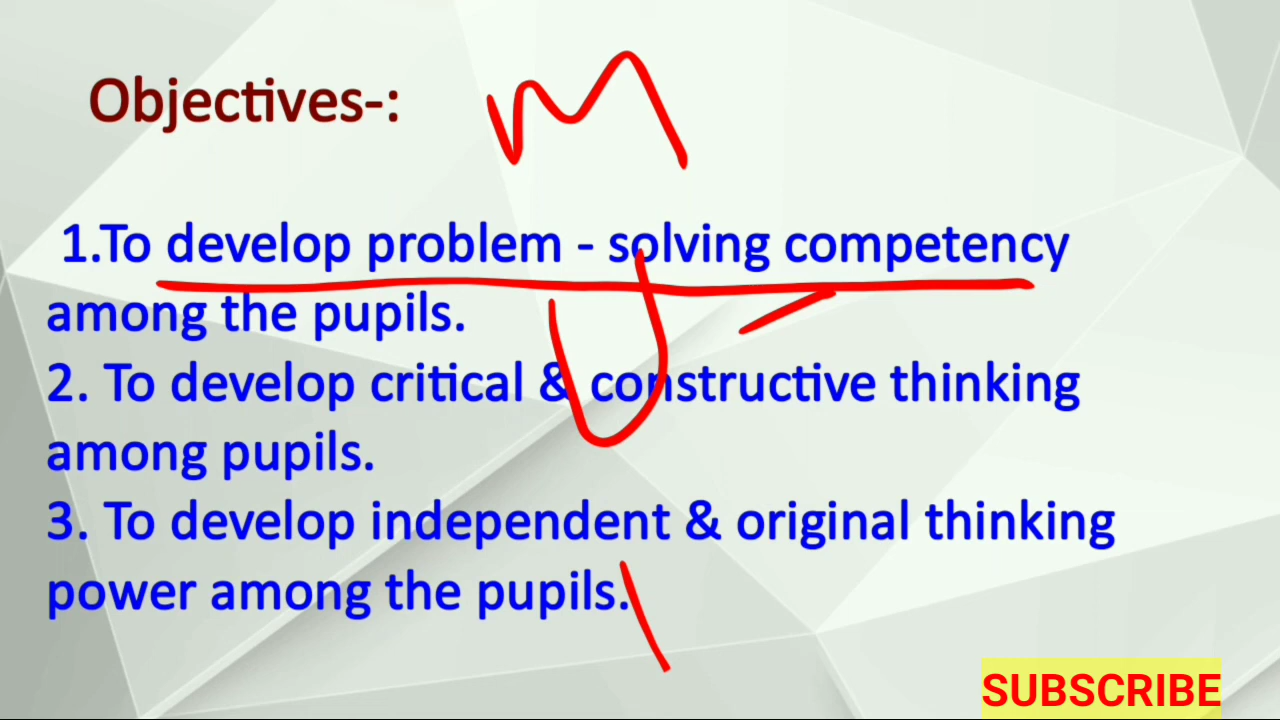 Objectives-:
1.To develop problem - solving competency
among the pupils.
2. To develop critical & constructive thinking
among pupils.
3. To develop independent & original thinking
power among the pupils.
SUBSCRIBE